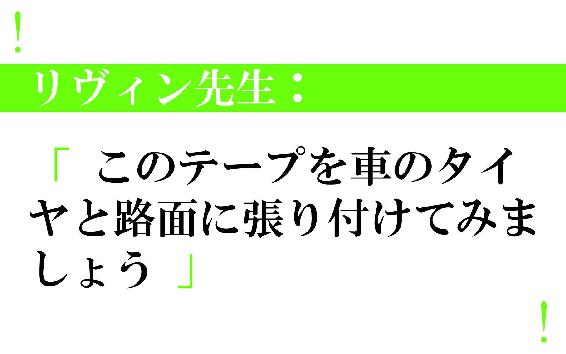 !
リヴィン先生：
「 このテープを車のタイ
ヤと路面に張り付けてみま
しょう 」
!